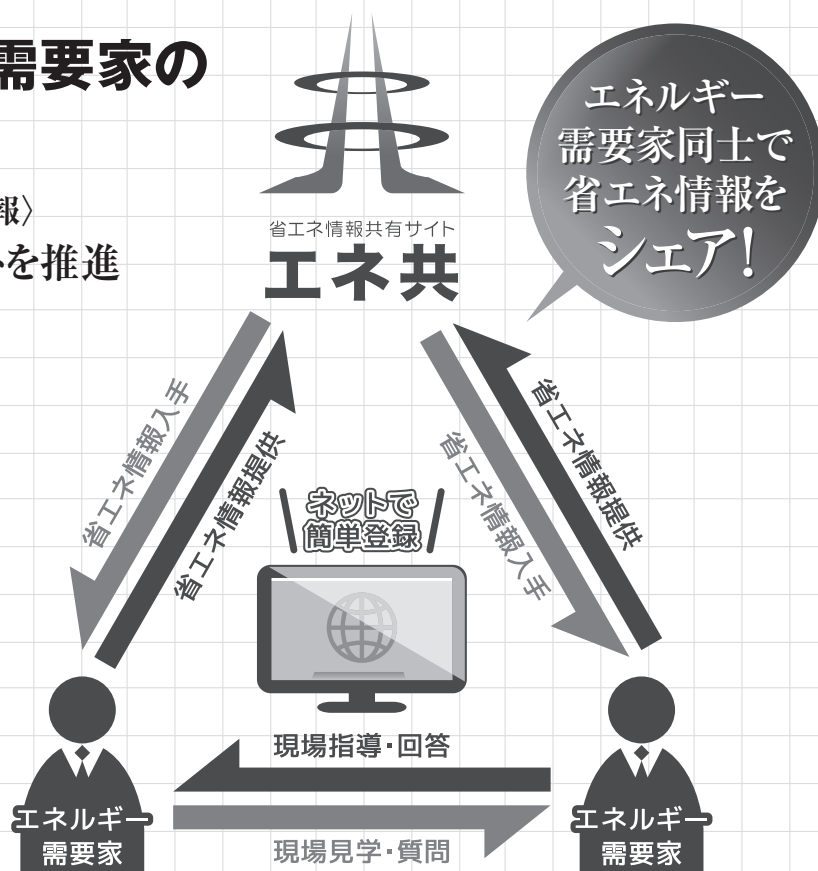 需要家の
報〉
トを推進
エネルギー
需要家同士で
省エネ情報を
シェア!
省エネ情報共有サイト
エネ共
省エネ情報入手
省エネ情報提供
省エネ情報入手
省エネ情報提供
ネットで
簡単登録
現場指導・回答
現場見学・質問
エネルギー
需要家
エネルギー
需要家